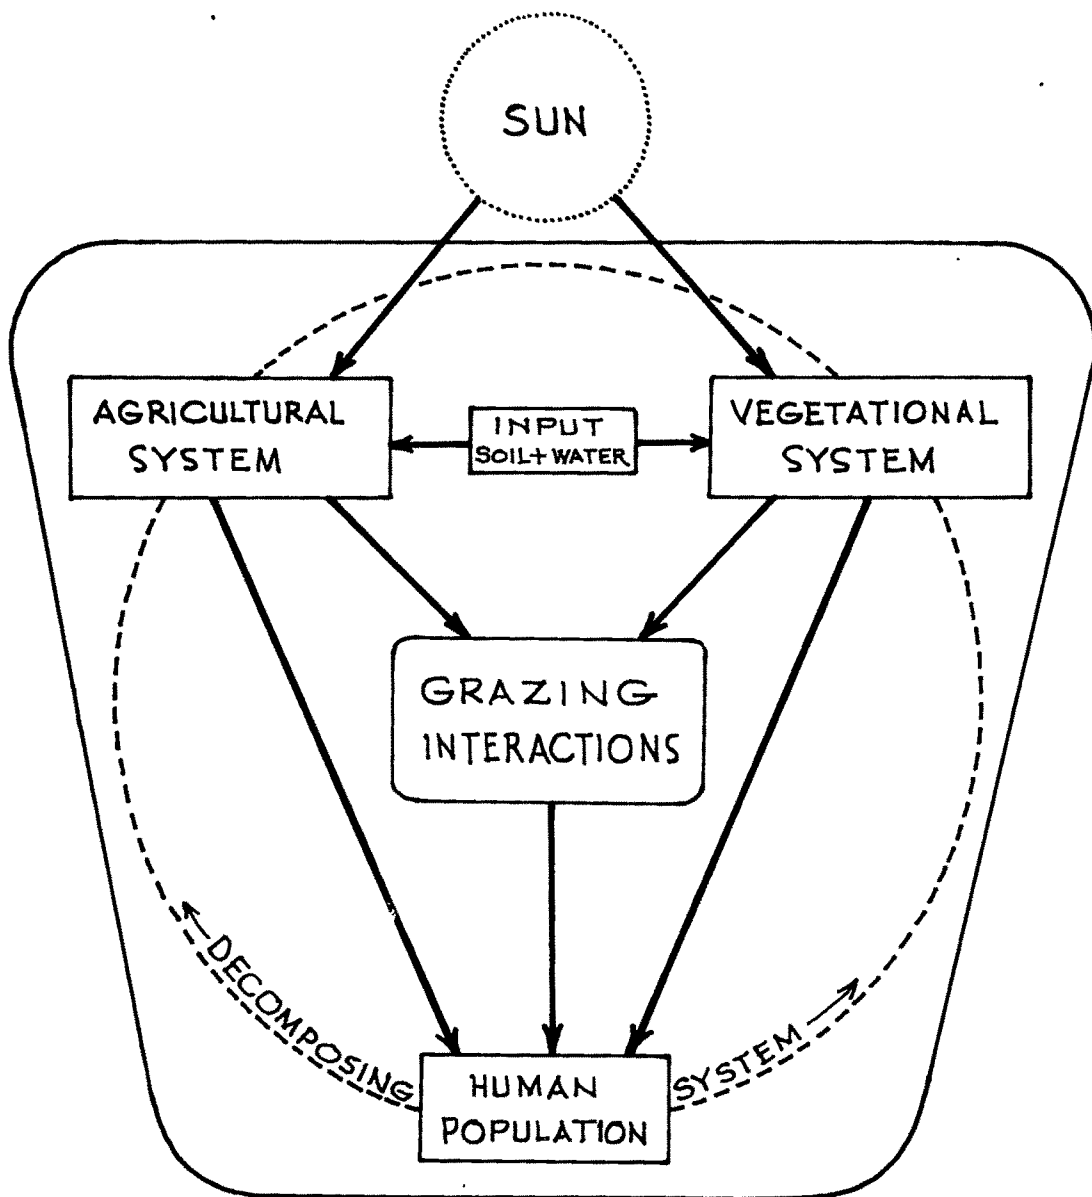 SUN
AGRICULTURAL
SYSTEM
INPUT
SOIL+WATER
VEGETATIONAL
SYSTEM
GRAZING
INTERACTIONS
DECOMPOSING
SYSTEM
HUMAN
POPULATION